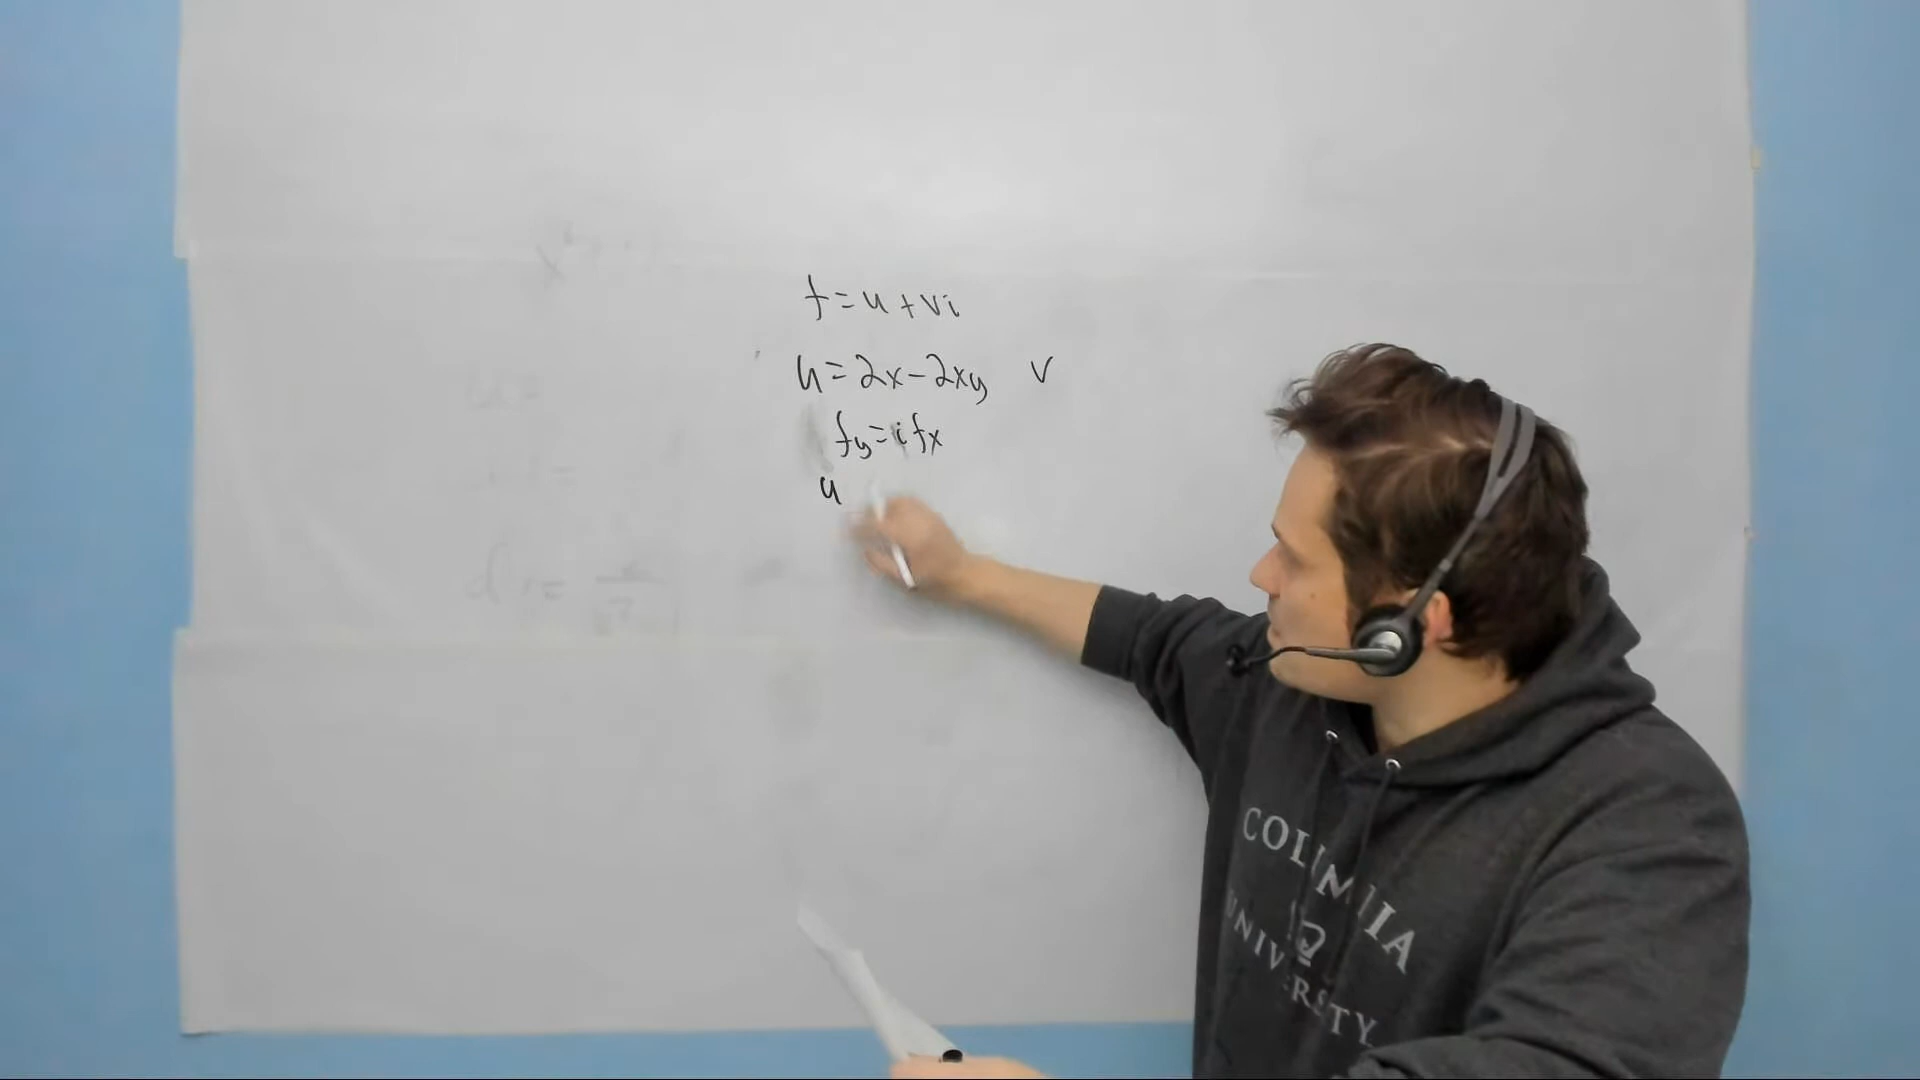 f = u + vi
u = 2x - 2xy v
fy = i fx
u
COLUMBIA
UNIVERSITY